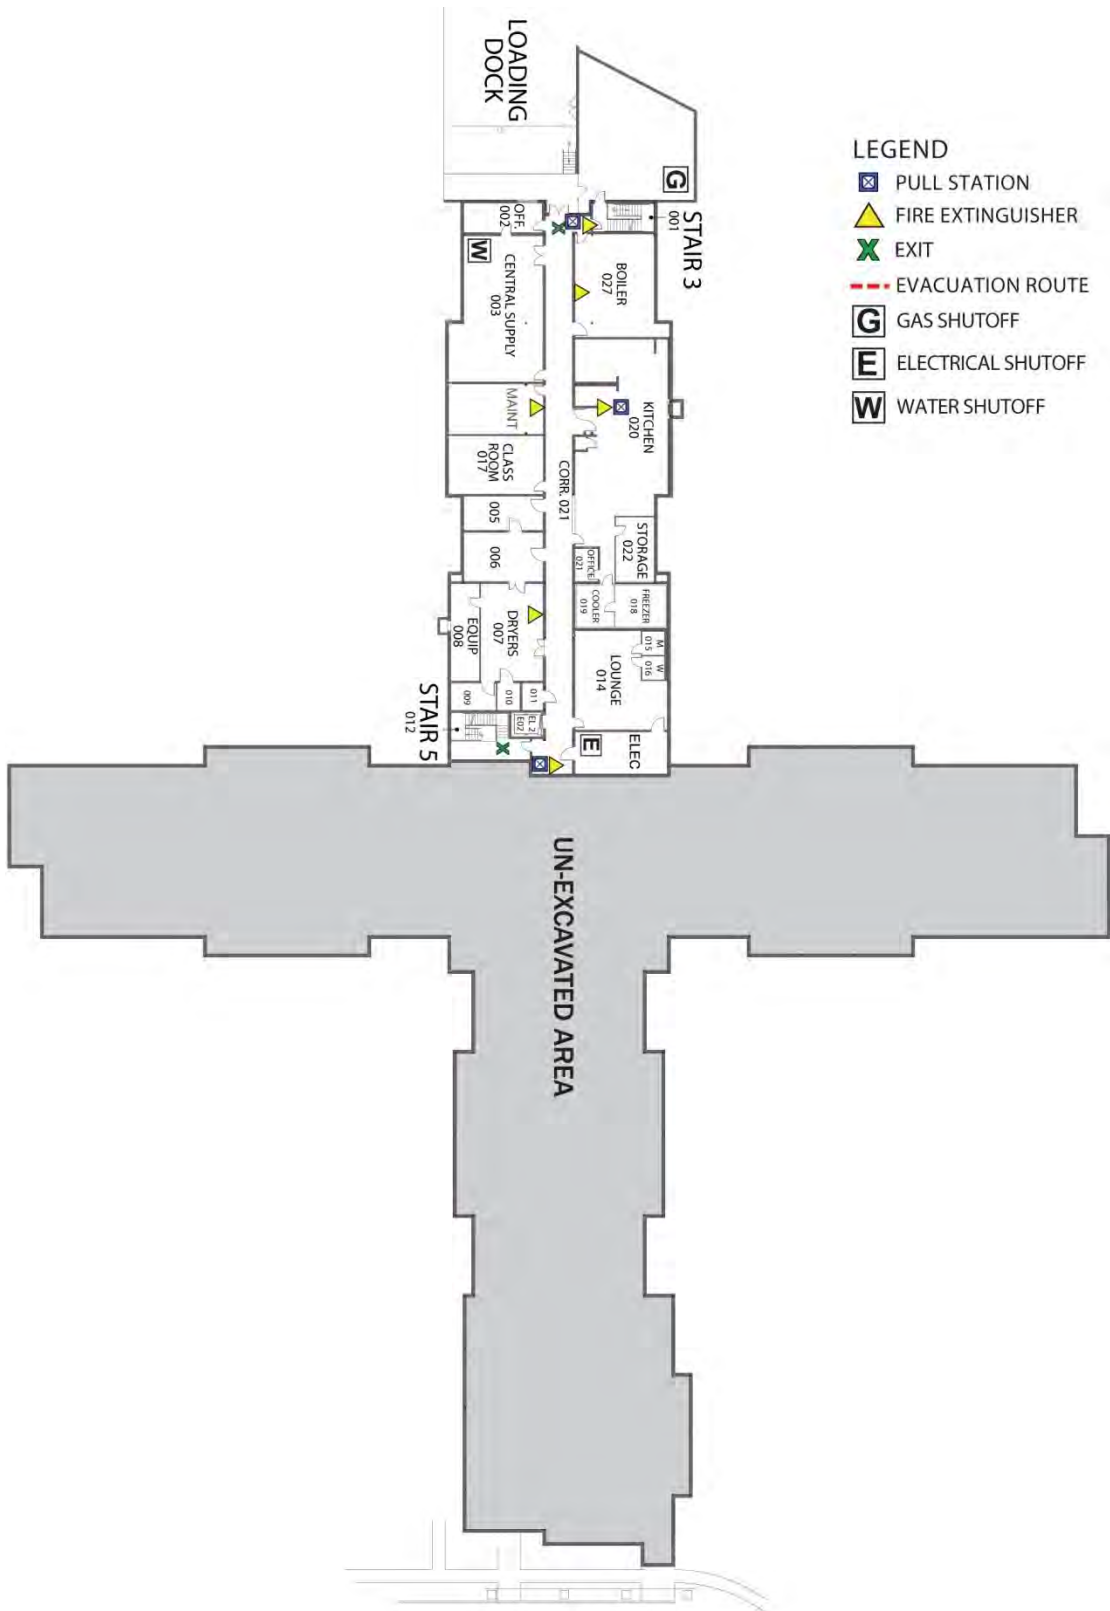 LOADING
DOCK
LEGEND
PULL STATION
FIRE EXTINGUISHER
EXIT
EVACUATION ROUTE
G
GAS SHUTOFF
E
ELECTRICAL SHUTOFF
W
WATER SHUTOFF
G
STAIR 3
001
OFF.
002
W
CENTRAL SUPPLY
003
BOILER
027
MAINT
KITCHEN
020
CLASS
ROOM
017
CORR. 021
005
006
STORAGE
022
OFFICE
021
COOLER
019
FREEZER
018
DRYERS
007
EQUIP
008
M
015
W
016
LOUNGE
014
009
010
011
STAIR 5
012
EL 2
E02
E
ELEC
UN-EXCAVATED AREA